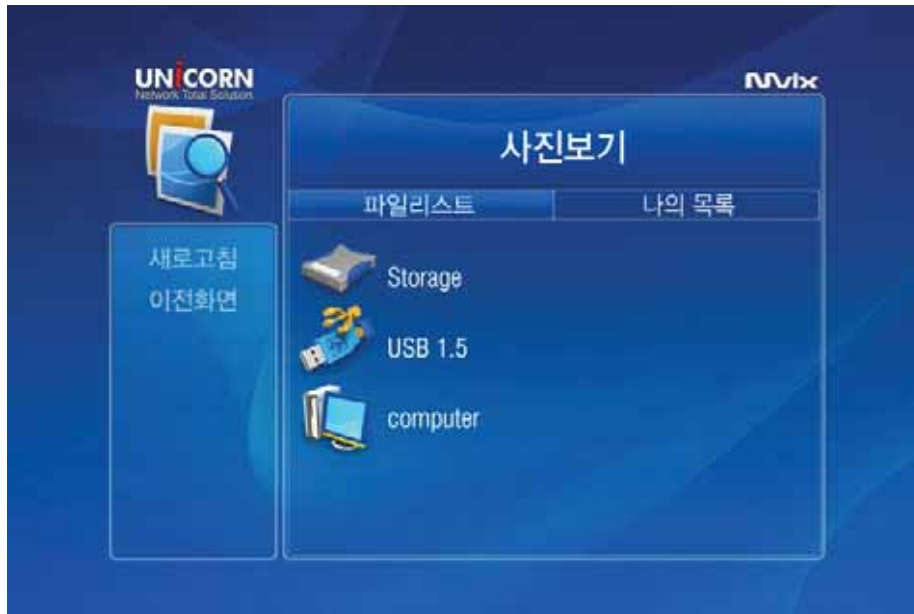 UNiCORN
Network Total Solution
Mvix
사진보기
파일리스트
나의 목록
새로고침
이전화면
Storage
USB 1.5
computer